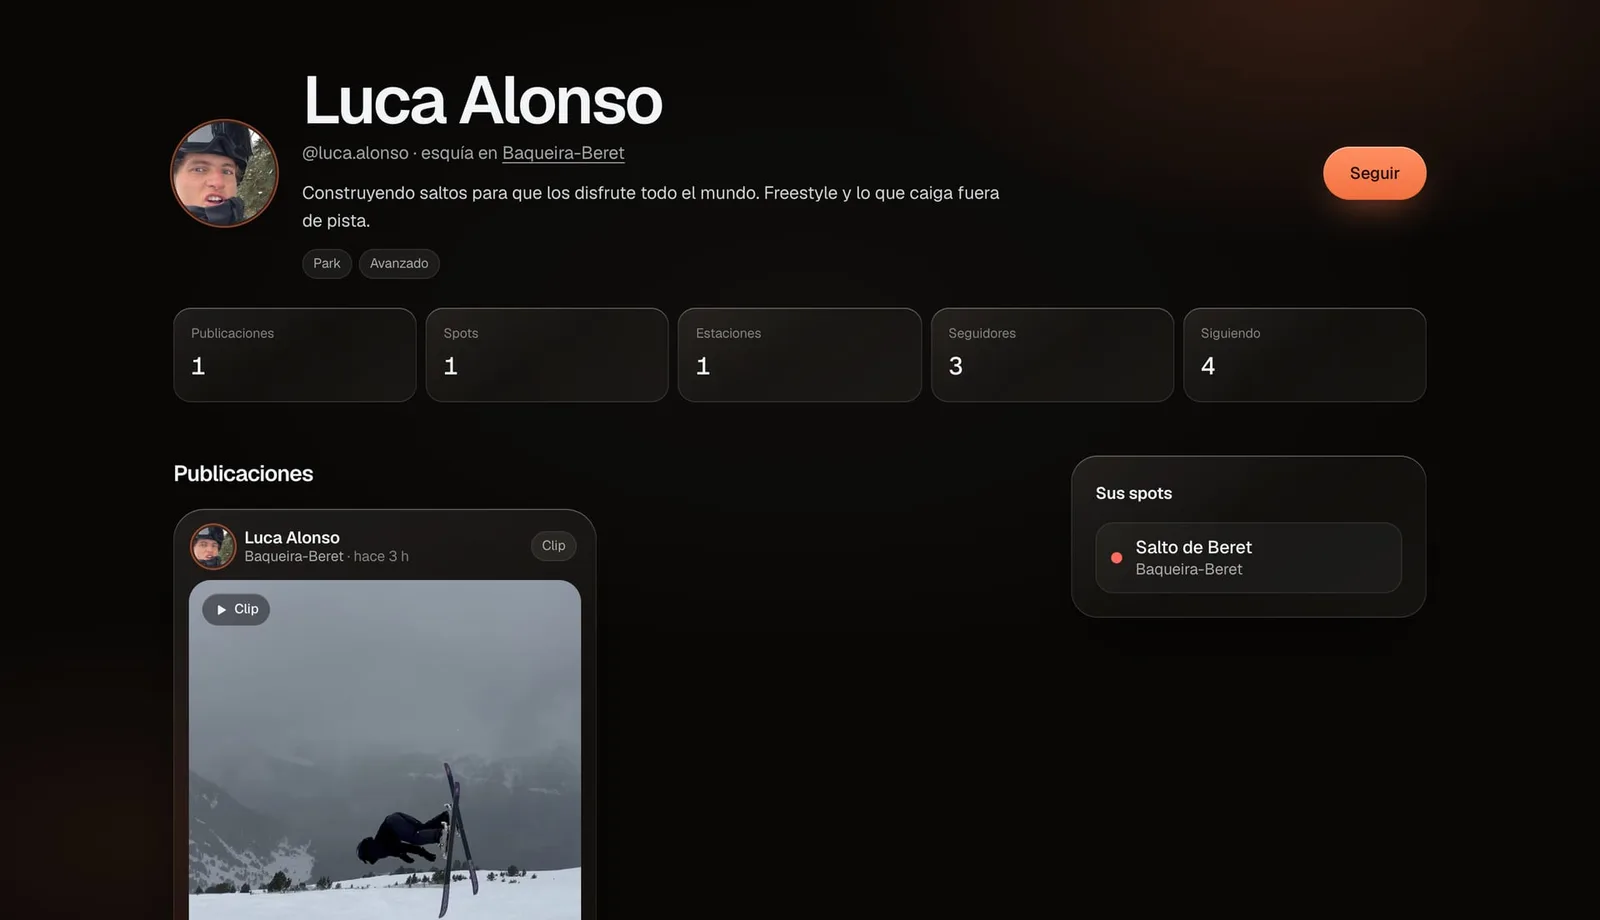 Luca Alonso
@luca.alonso · esquía en Baqueira-Beret
Construyendo saltos para que los disfrute todo el mundo. Freestyle y lo que caiga fuera
de pista.
Park
Avanzado
Seguir
Publicaciones
1
Spots
1
Estaciones
1
Seguidores
3
Siguiendo
4
Publicaciones
Luca Alonso
Baqueira-Beret · hace 3 h
Clip
Clip
Sus spots
Salto de Beret
Baqueira-Beret